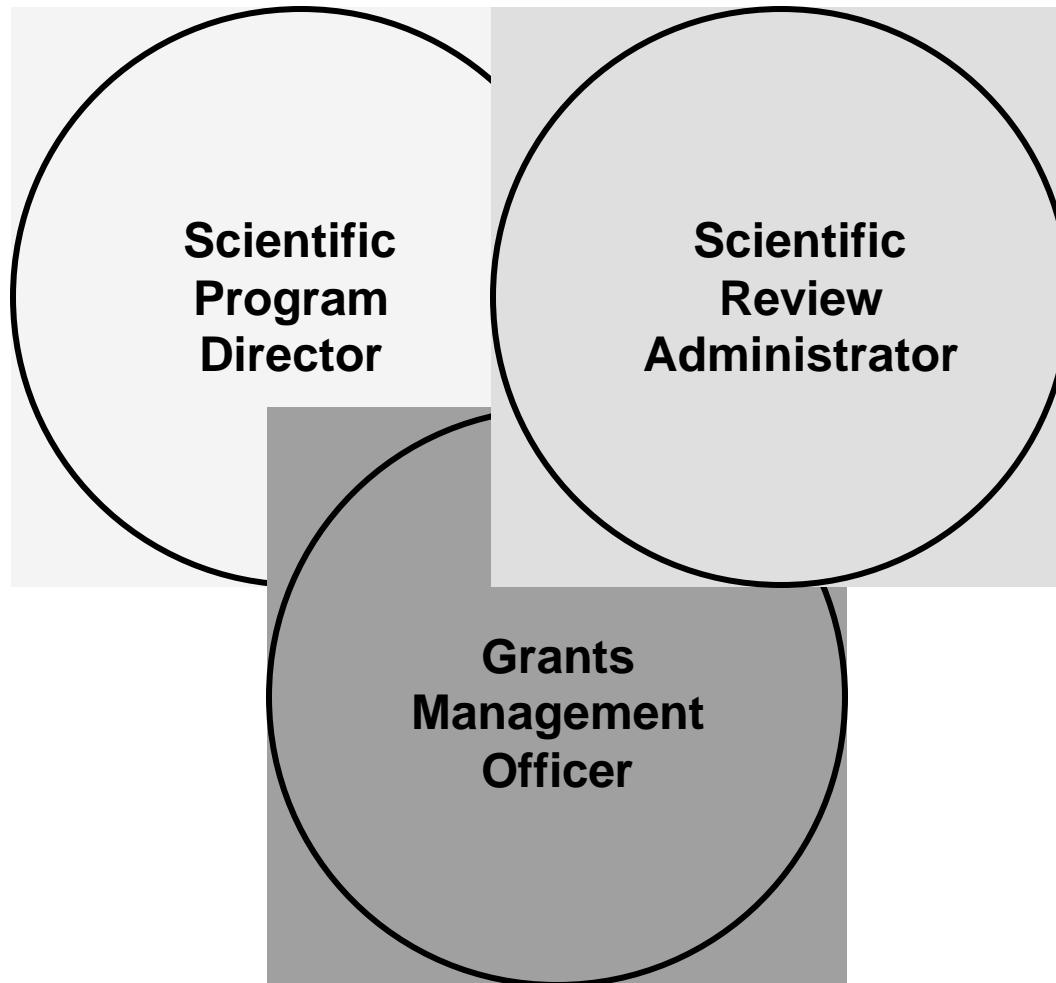 Scientific
Program
Director
Scientific
Review
Administrator
Grants
Management
Officer